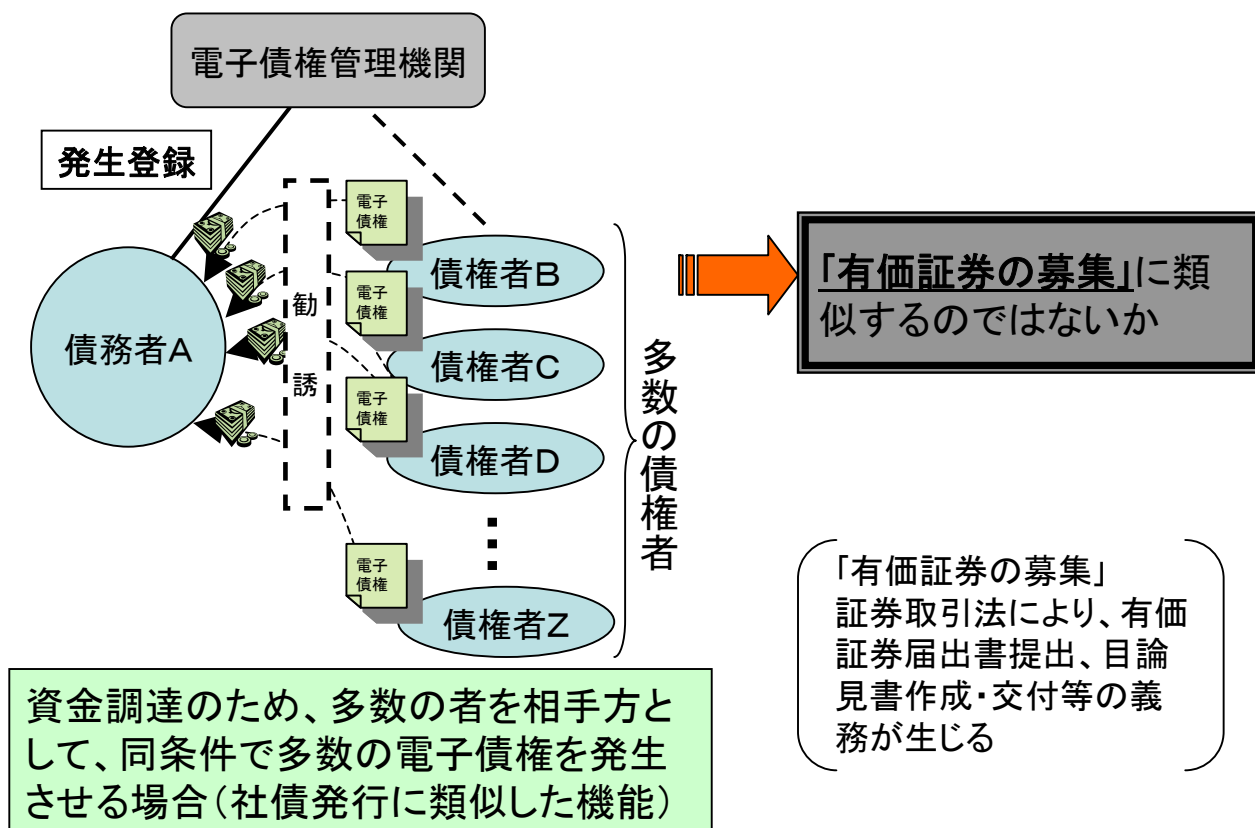 電子債権管理機関
発生登録
勧
誘
債務者A
電子
債権
債権者B
電子
債権
債権者C
電子
債権
債権者D
電子
債権
債権者Z
多数の債権者
「有価証券の募集」に類
似するのではないか
「有価証券の募集」
証券取引法により、有価
証券届出書提出、目論
見書作成・交付等の義
務が生じる
資金調達のため、多数の者を相手方と
して、同条件で多数の電子債権を発生
させる場合(社債発行に類似した機能)